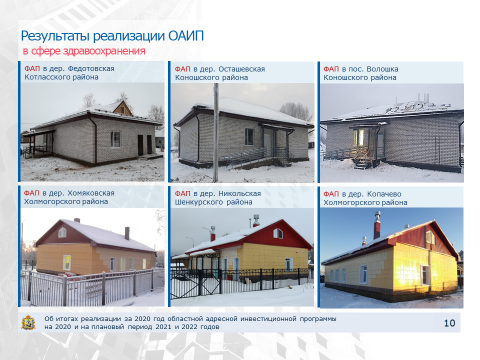 Результаты реализации ОАИП
в сфере здравоохранения
ФАП в дер. Федотовская
Котласского района
ФАП в дер. Осташевская
Коношского района
ФАП в пос. Волошка
Коношского района
ФАП в дер. Хомяковская
Холмогорского района
ФАП в дер. Никольская
Шенкурского района
ФАП в дер. Копачево
Холмогорского района
Об итогах реализации за 2020 год областной адресной инвестиционной программы
на 2020 и на плановый период 2021 и 2022 годов
10